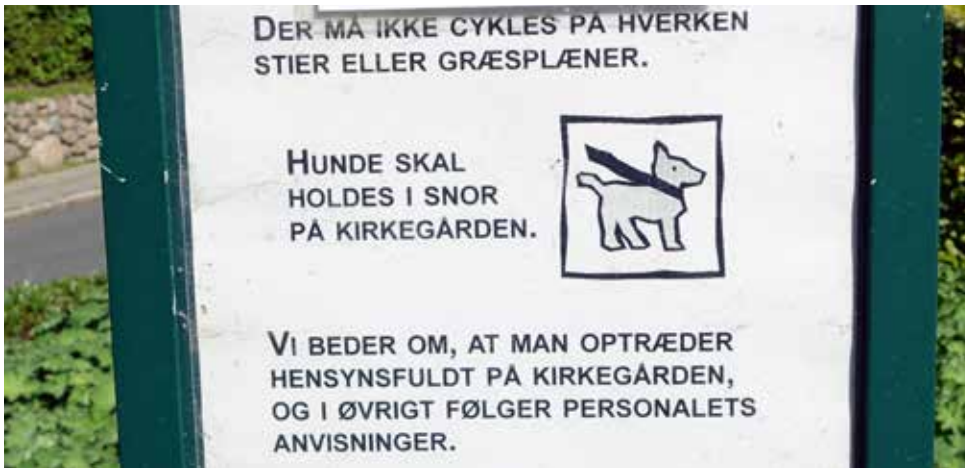 DER MÅ IKKE CYKLES PÅ HVERKEN
STIER ELLER GRÆSPLÆNER.
HUNDE SKAL
HOLDES I SNOR
PÅ KIRKEGÅRDEN.
VI BEDER OM, AT MAN OPTRÆDER
HENSYNSFULDT PÅ KIRKEGÅRDEN,
OG I ØVRIGT FØLGER PERSONALETS
ANVISNINGER.